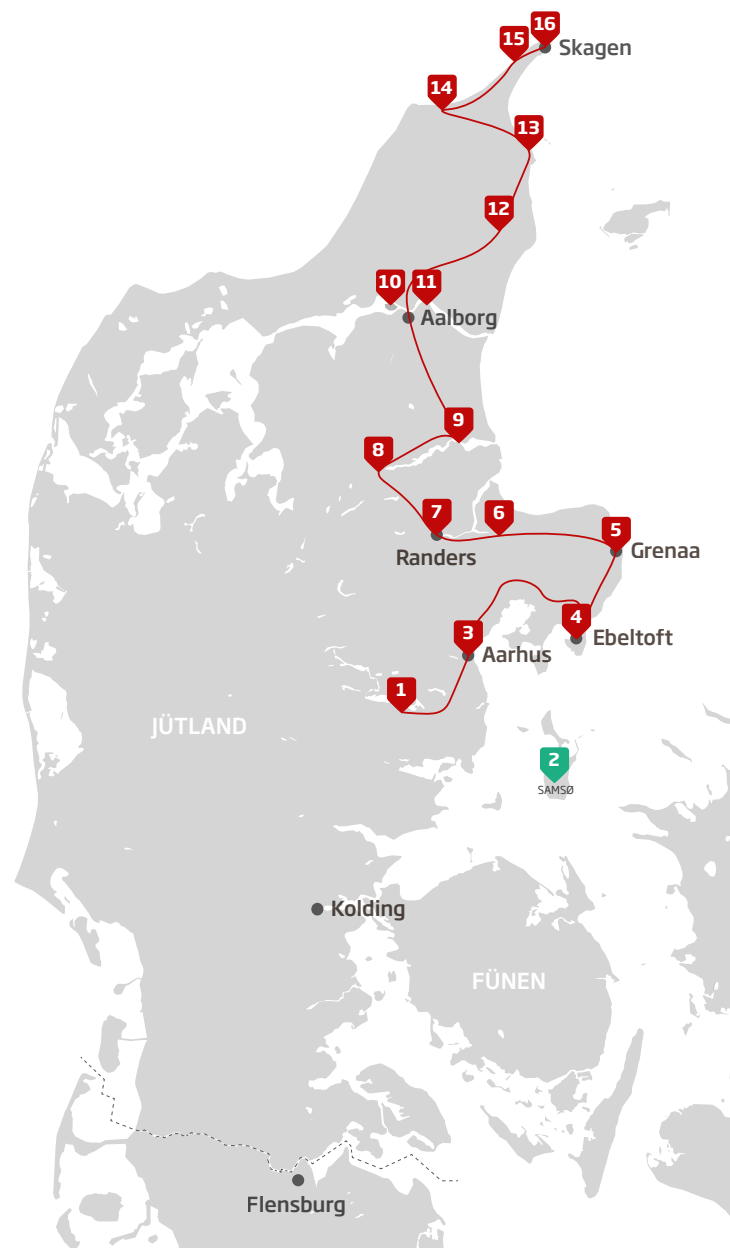 16
15
Skagen
14
13
12
10
11
Aalborg
9
8
7
6
5
Randers
Grenaa
4
3
Ebeltoft
Aarhus
1
JÜTLAND
2
SAMSØ
Kolding
FÜNEN
Flensburg